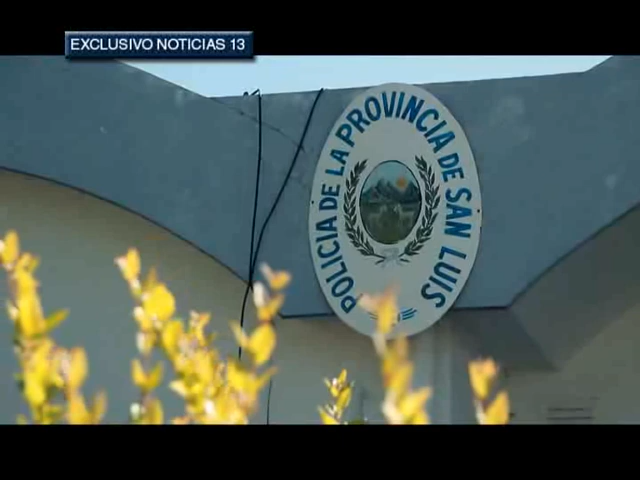 EXCLUSIVO NOTICIAS 13
POLICIA DE LA PROVINCIA DE SAN LUIS